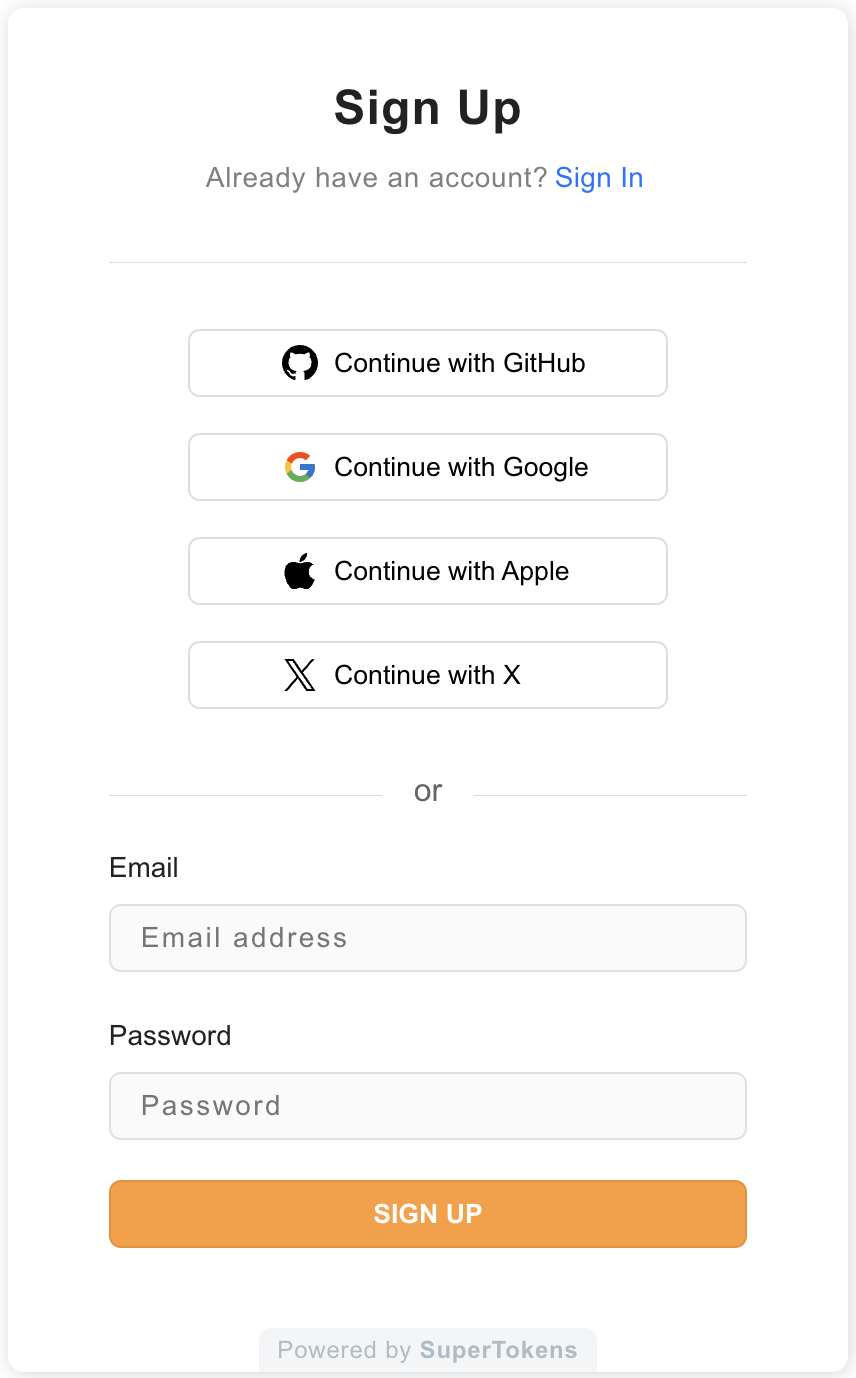 Sign Up
Already have an account? Sign In
Continue with GitHub
Continue with Google
Continue with Apple
Continue with X
or
Email
Email address
Password
Password
SIGN UP
Powered by SuperTokens